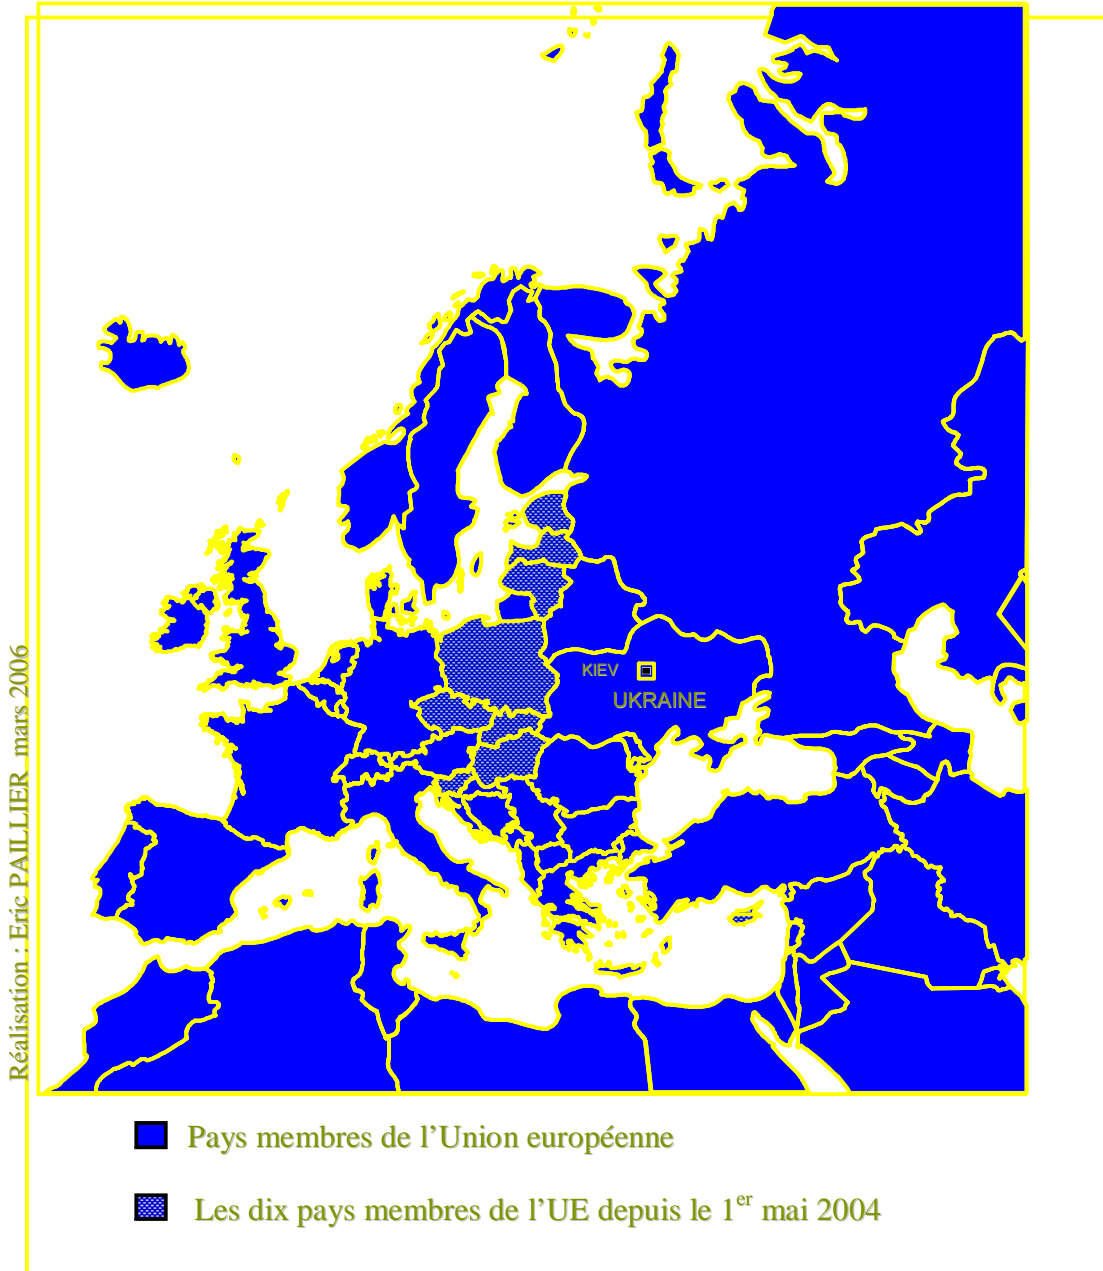 KIEV
UKRAINE
Réalisation : Eric PAILLIER mars 2006
Pays membres de l’Union européenne
Les dix pays membres de l’UE depuis le 1er mai 2004